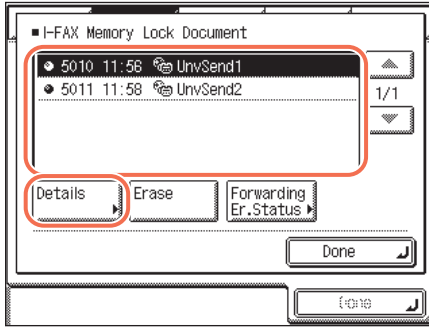 I-FAX Memory Lock Document
5010 11:56 UnvSend1
5011 11:58 UnvSend2
1/1
Details
Erase
Forwarding
Er.Status
Done
Done